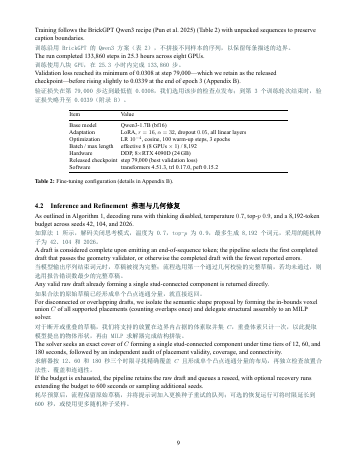 Training follows the BrickGPT Qwen3 recipe (Pun et al. 2025) (Table 2) with unpacked sequences to preserve
caption boundaries.
训练沿用 BrickGPT 的 Qwen3 方案（表 2），不拼接不同样本的序列，以保留每条描述的边界。
The run completed 133,860 steps in 25.3 hours across eight GPUs.
训练使用八块 GPU，在 25.3 小时内完成 133,860 步。
Validation loss reached its minimum of 0.0308 at step 79,000—which we retain as the released
checkpoint—before rising slightly to 0.0339 at the end of epoch 3 (Appendix B).
验证损失在第 79,000 步达到最低值 0.0308，我们选用该步的检查点发布；到第 3 个训练轮次结束时，验
证损失略升至 0.0339（附录 B）。
Item Value
Base model Qwen3-1.7B (bf16)
Adaptation LoRA, r = 16, α = 32, dropout 0.05, all linear layers
Optimization LR 10⁻⁴, cosine, 100 warm-up steps, 3 epochs
Batch / max length effective 8 (8 GPUs × 1) / 8,192
Hardware DDP, 8×RTX 4090D (24 GB)
Released checkpoint step 79,000 (best validation loss)
Software transformers 4.51.3, trl 0.17.0, peft 0.15.2
Table 2: Fine-tuning configuration (details in Appendix B).
4.2 Inference and Refinement 推理与几何修复
As outlined in Algorithm 1, decoding runs with thinking disabled, temperature 0.7, top-p 0.9, and a 8,192-token
budget across seeds 42, 104, and 2026.
如算法 1 所示，解码关闭思考模式，温度为 0.7，top-p 为 0.9，最多生成 8,192 个词元，采用的随机种
子为 42、104 和 2026。
A draft is considered complete upon emitting an end-of-sequence token; the pipeline selects the first completed
draft that passes the geometry validator, or otherwise the completed draft with the fewest reported errors.
当模型输出序列结束词元时，草稿被视为完整。流程选用第一个通过几何校验的完整草稿，若均未通过，则
选用报告错误数最少的完整草稿。
Any valid raw draft already forming a single stud-connected component is returned directly.
如果合法的原始草稿已经形成单个凸点连通分量，就直接返回。
For disconnected or overlapping drafts, we isolate the semantic shape proposal by forming the in-bounds voxel
union C of all supported placements (counting overlaps once) and delegate structural assembly to an MILP
solver.
对于断开或重叠的草稿，我们将支持的放置在边界内占据的体素取并集 C，重叠体素只计一次，以此提取
模型提出的物体形状，再由 MILP 求解器完成结构拼装。
The solver seeks an exact cover of C forming a single stud-connected component under time tiers of 12, 60, and
180 seconds, followed by an independent audit of placement validity, coverage, and connectivity.
求解器按 12、60 和 180 秒三个时限寻找精确覆盖 C 且形成单个凸点连通分量的布局，再独立检查放置合
法性、覆盖和连通性。
If the budget is exhausted, the pipeline returns the raw draft and queues a reseed, with optional recovery runs
extending the budget to 600 seconds or sampling additional seeds.
耗尽预算后，流程保留原始草稿，并将提示词加入更换种子重试的队列；可选的恢复运行可将时限延长到
600 秒，或使用更多随机种子采样。
9